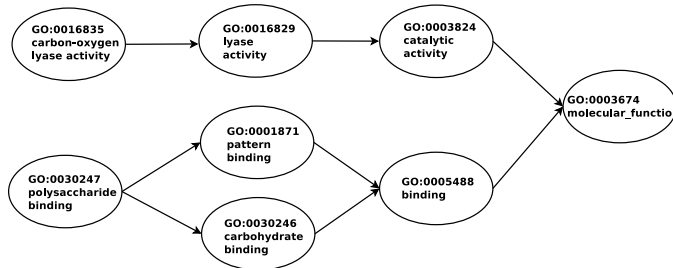 GO:0016835
carbon-oxygen
lyase activity
GO:0016829
lyase
activity
GO:0003824
catalytic
activity
GO:0003674
molecular_functio
GO:0001871
pattern
binding
GO:0030247
polysaccharide
binding
GO:0005488
binding
GO:0030246
carbohydrate
binding